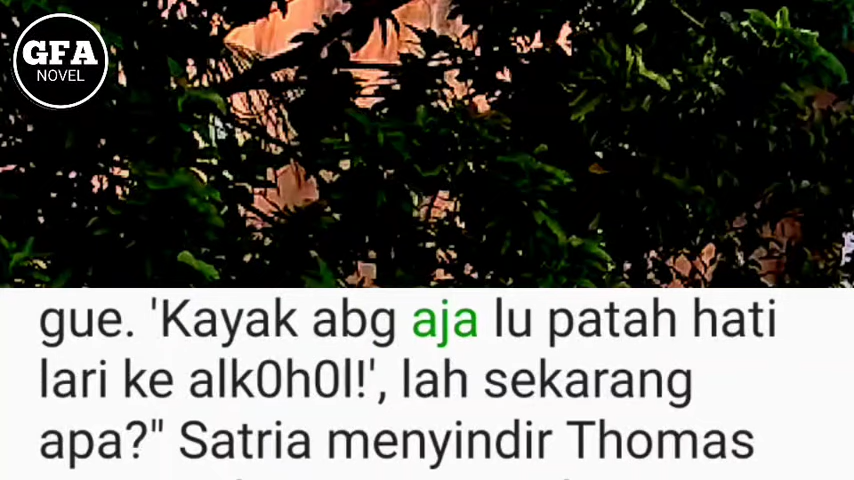 GFA
NOVEL
gue. 'Kayak abg aja lu patah hati
lari ke alk0h0l!', lah sekarang
apa?" Satria menyindir Thomas